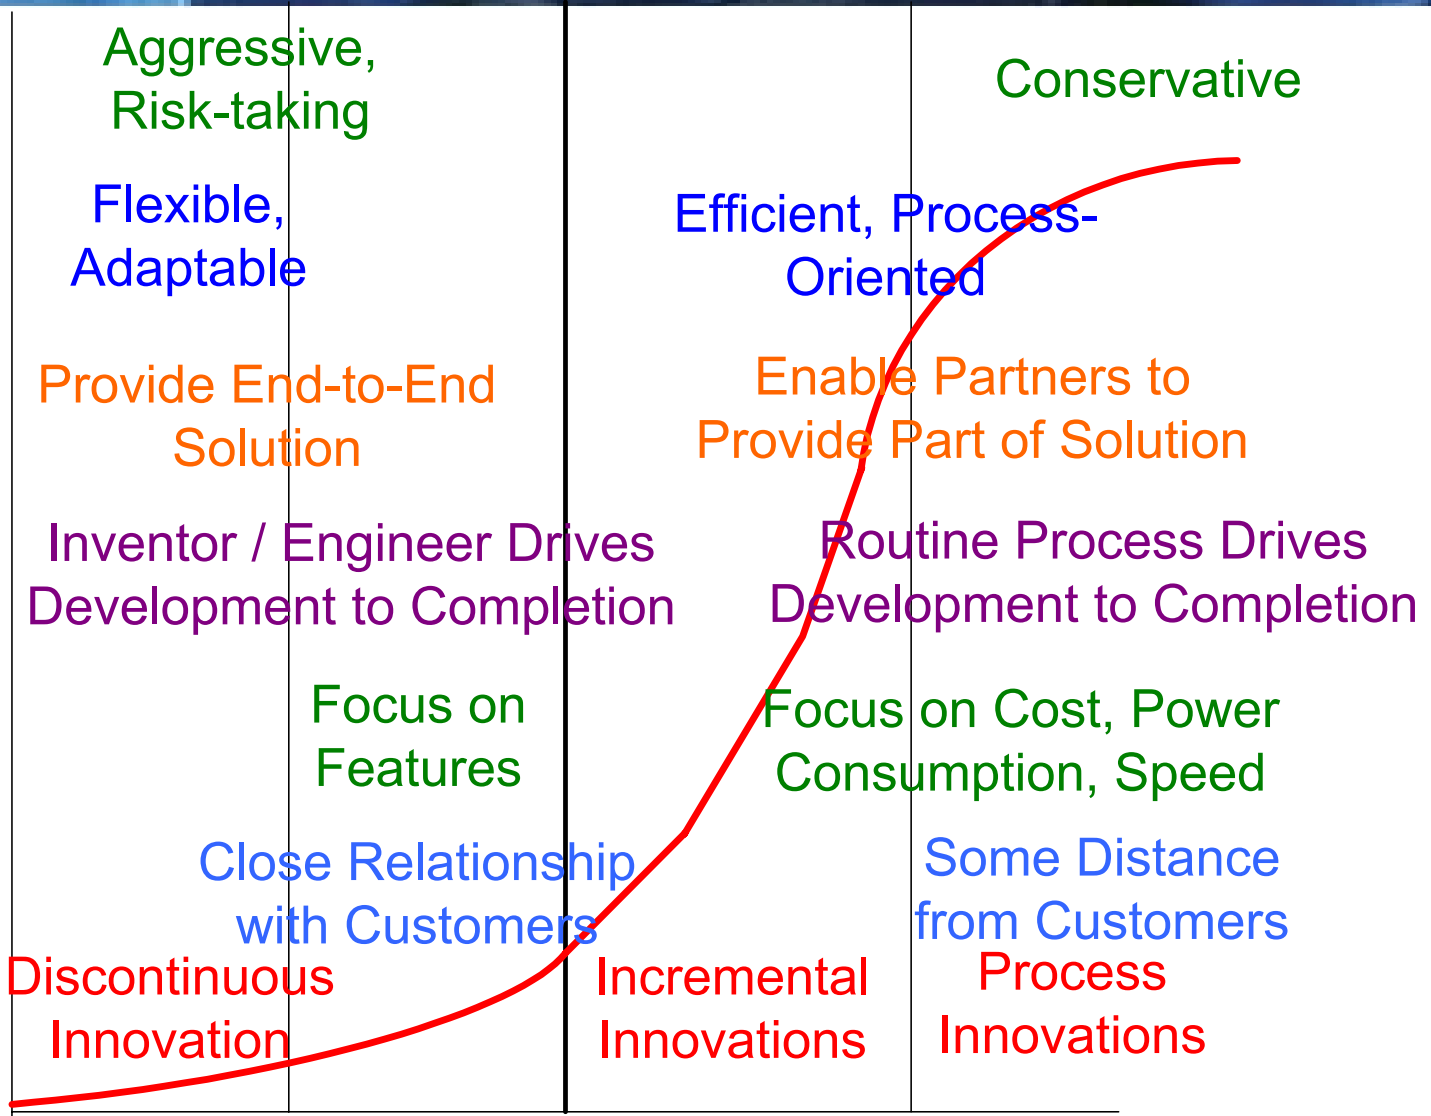 Aggressive,
Risk-taking
Conservative
Flexible,
Adaptable
Efficient, Process-
Oriented
Provide End-to-End
Solution
Enable Partners to
Provide Part of Solution
Inventor / Engineer Drives
Development to Completion
Routine Process Drives
Development to Completion
Focus on
Features
Focus on Cost, Power
Consumption, Speed
Close Relationship
with Customers
Some Distance
from Customers
Discontinuous
Innovation
Incremental
Innovations
Process
Innovations